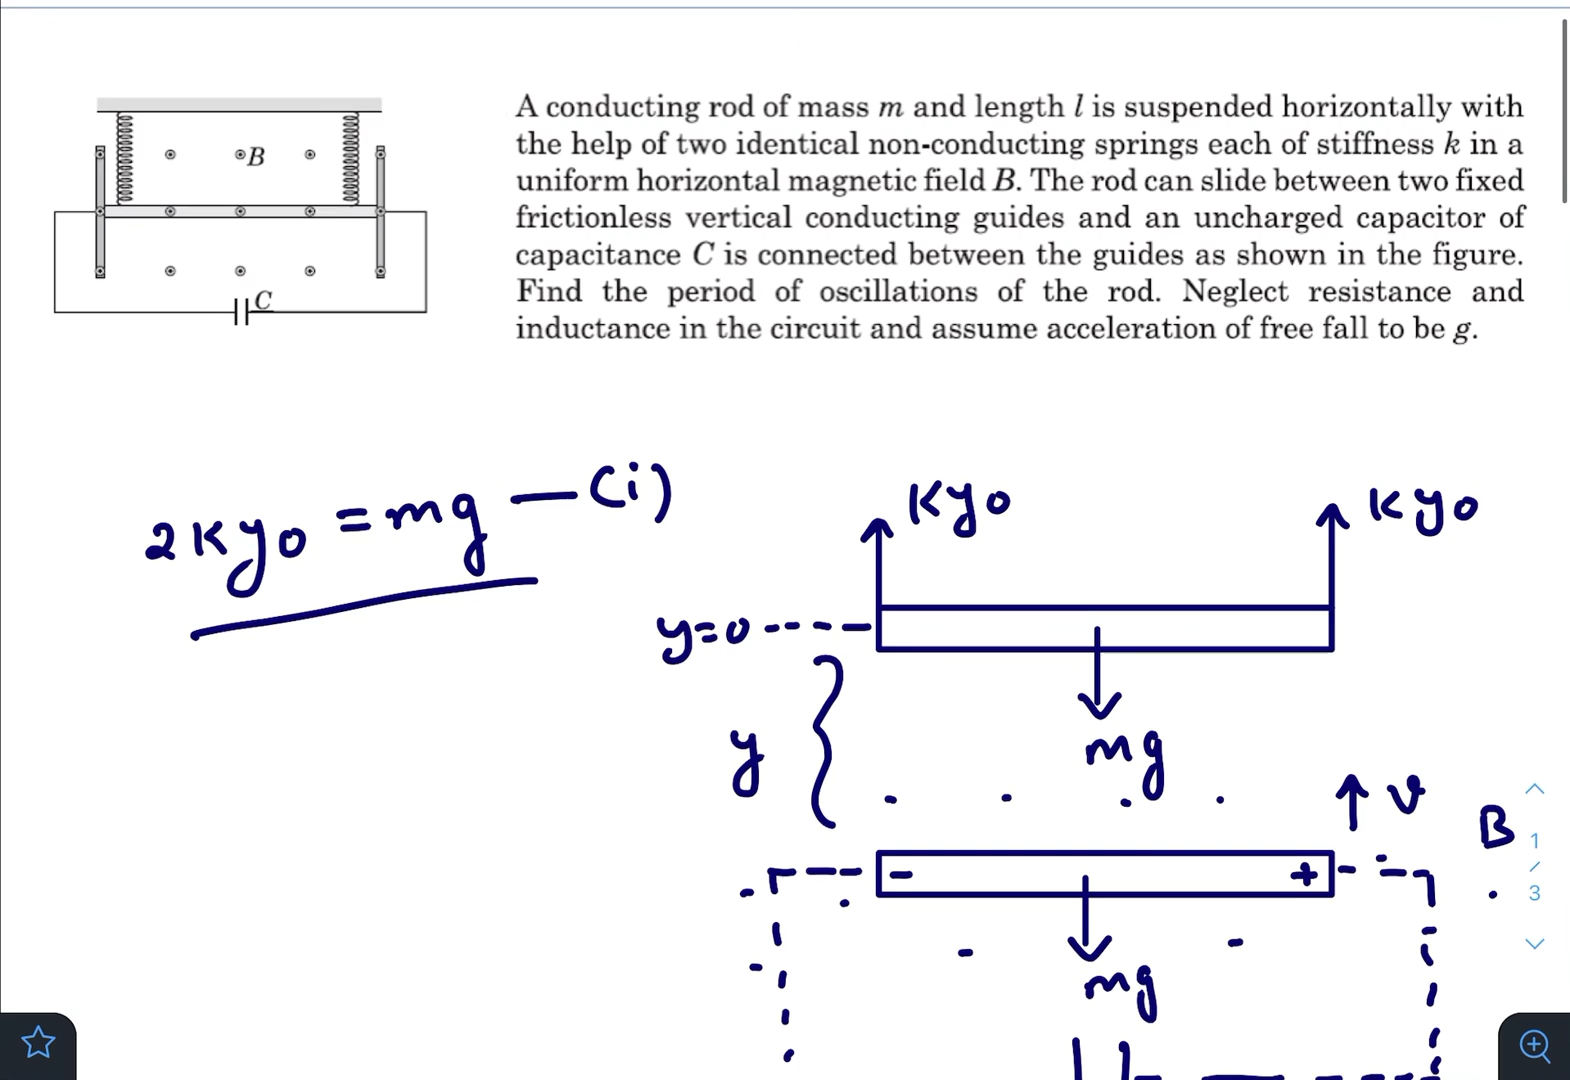 A conducting rod of mass m and length l is suspended horizontally with
the help of two identical non-conducting springs each of stiffness k in a
uniform horizontal magnetic field B. The rod can slide between two fixed
frictionless vertical conducting guides and an uncharged capacitor of
capacitance C is connected between the guides as shown in the figure.
Find the period of oscillations of the rod. Neglect resistance and
inductance in the circuit and assume acceleration of free fall to be g.
B
C
2ky0 = mg — (i)
ky0
ky0
y=0
mg
y
v
B
- +
mg
1
/
3